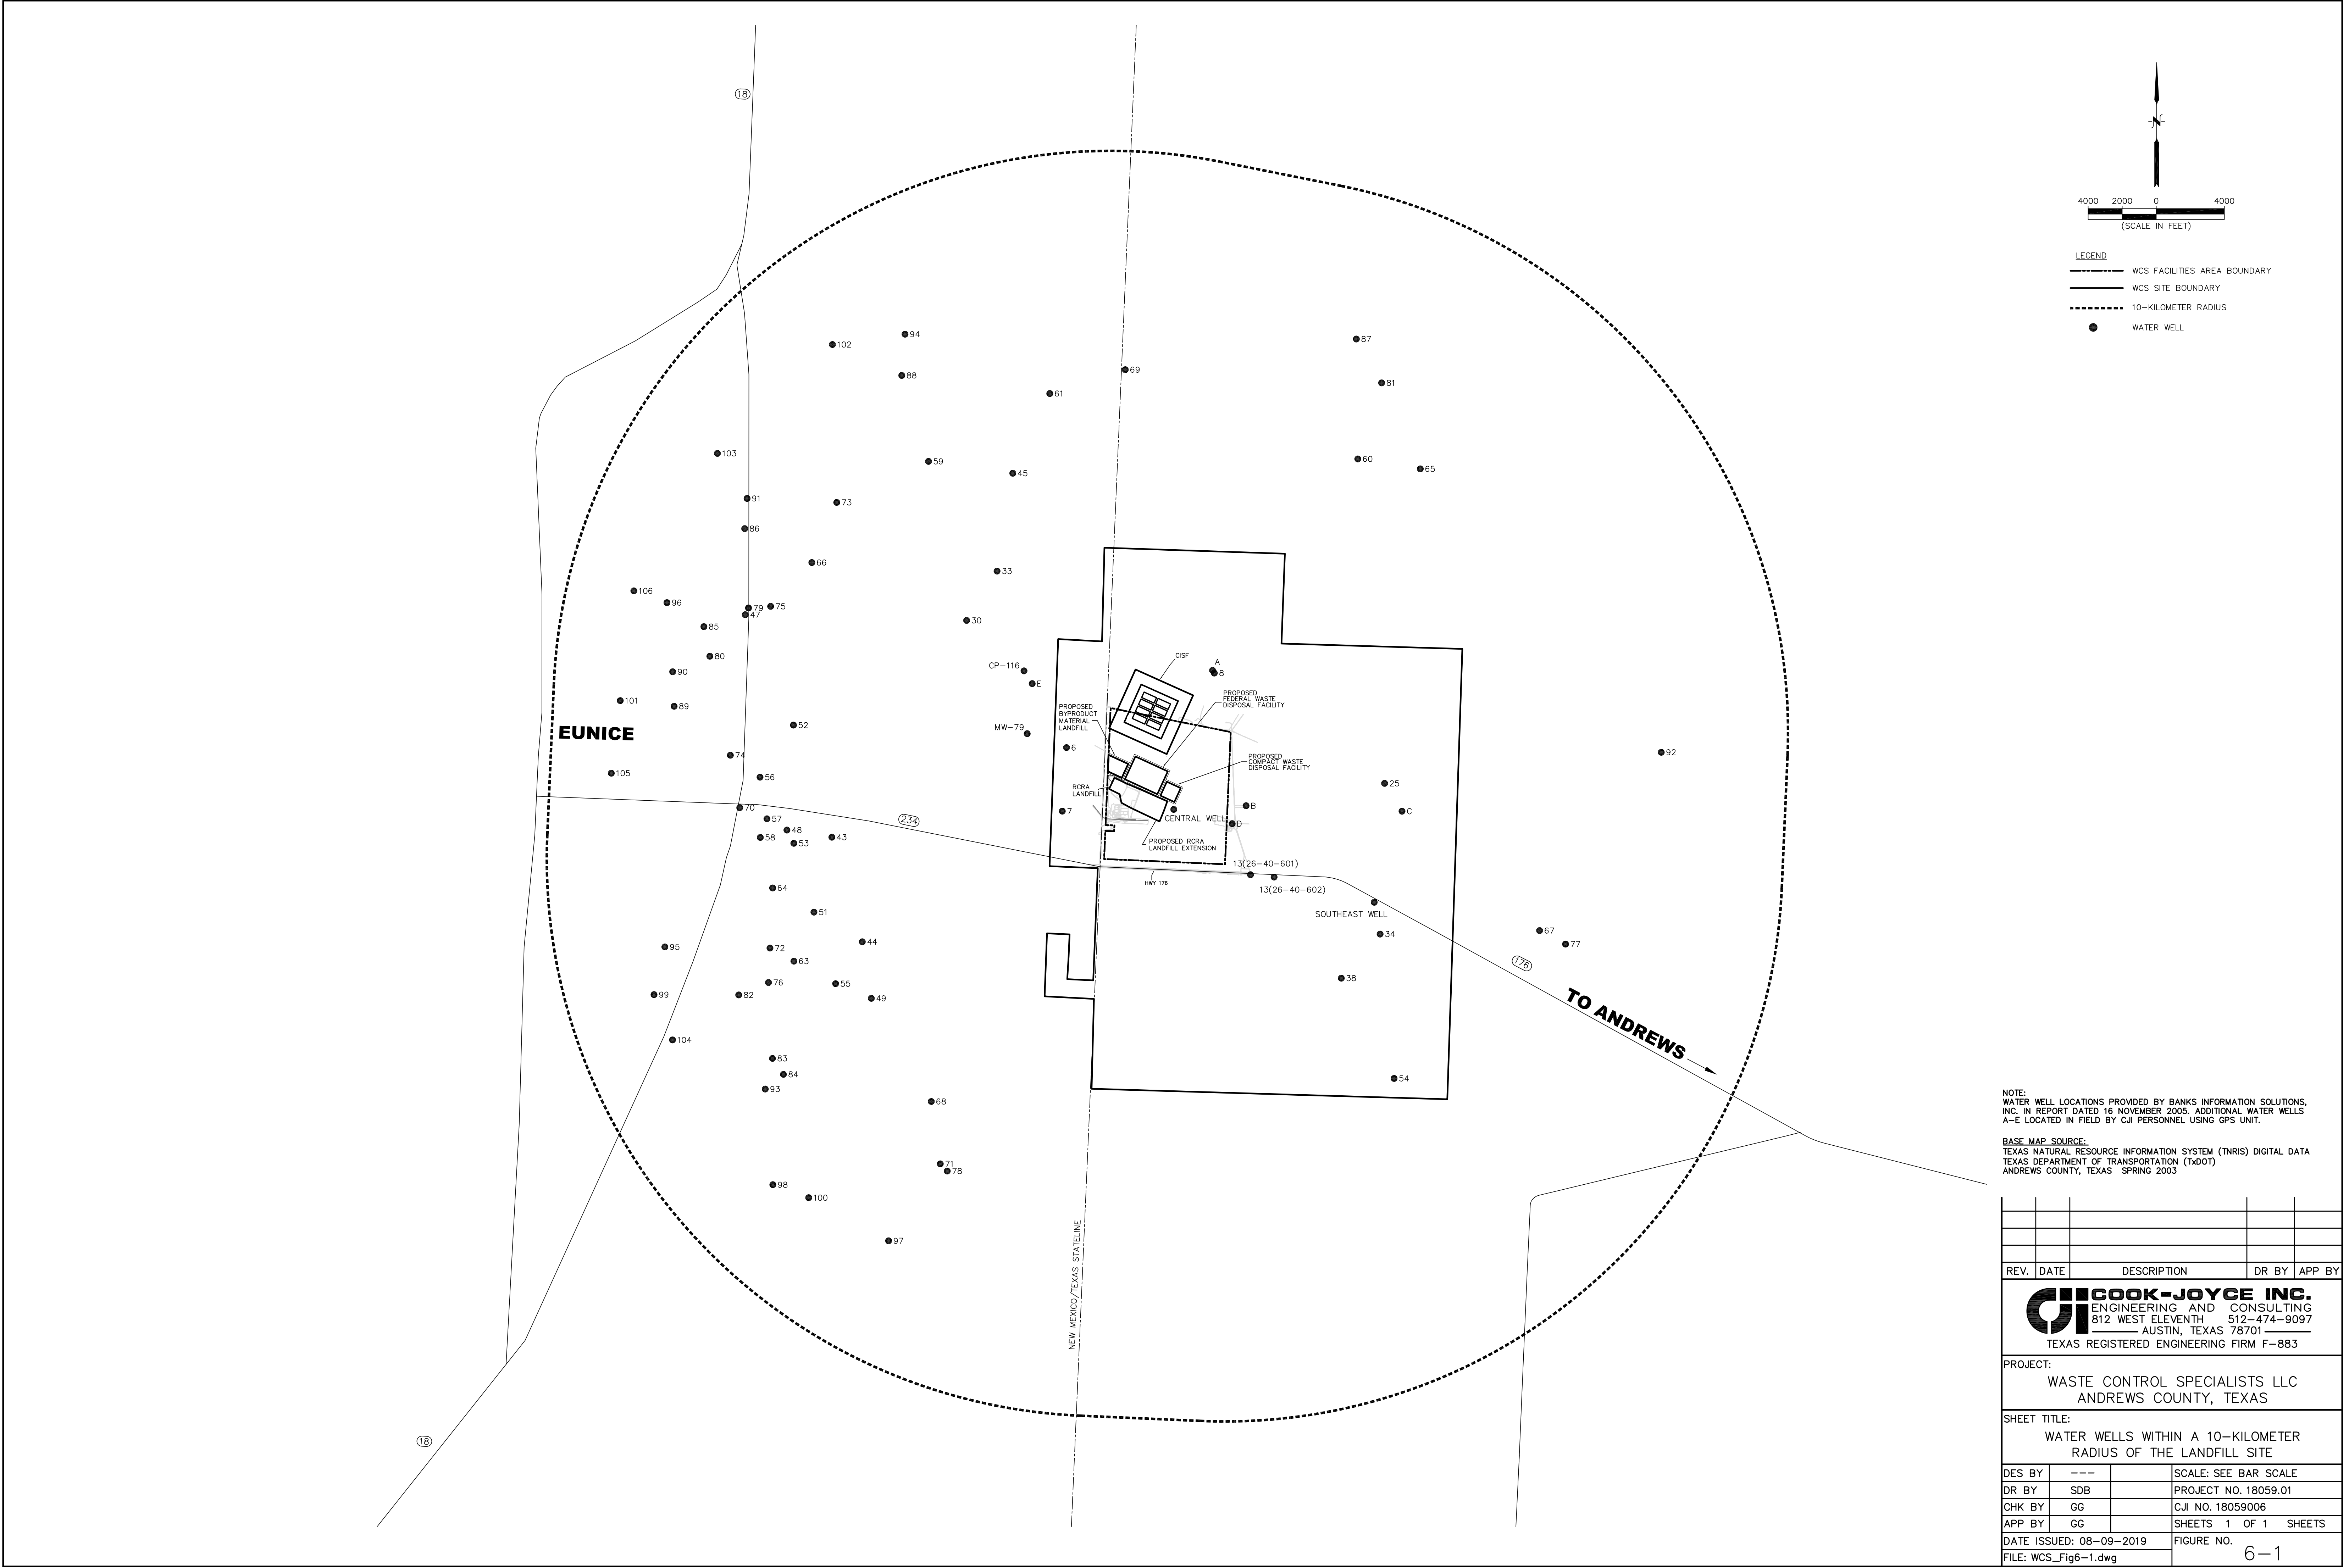 18
4000 2000 0 4000
(SCALE IN FEET)
LEGEND
WCS FACILITIES AREA BOUNDARY
WCS SITE BOUNDARY
10-KILOMETER RADIUS
WATER WELL
94
102
87
69
88
81
61
103
59
60
65
45
91
73
86
66
33
106
96
79
75
47
85
30
80
CISF
A
8
CP-116
90
E
PROPOSED
FEDERAL WASTE
DISPOSAL FACILITY
101
89
PROPOSED
BYPRODUCT
MATERIAL
LANDFILL
52
EUNICE
MW-79
6
92
74
PROPOSED
COMPACT WASTE
DISPOSAL FACILITY
105
56
25
RCRA
LANDFILL
70
B
7
C
57
234
CENTRAL WELL
D
48
58
43
53
PROPOSED RCRA
LANDFILL EXTENSION
13(26-40-601)
HWY 176
13(26-40-602)
64
SOUTHEAST WELL
51
67
34
44
77
95
72
63
176
38
76
55
82
99
49
TO ANDREWS
104
83
84
54
93
68
71
78
98
100
97
NEW MEXICO/TEXAS STATELINE
18
NOTE:
WATER WELL LOCATIONS PROVIDED BY BANKS INFORMATION SOLUTIONS,
INC. IN REPORT DATED 16 NOVEMBER 2005. ADDITIONAL WATER WELLS
A-E LOCATED IN FIELD BY CJI PERSONNEL USING GPS UNIT.
BASE MAP SOURCE:
TEXAS NATURAL RESOURCE INFORMATION SYSTEM (TNRIS) DIGITAL DATA
TEXAS DEPARTMENT OF TRANSPORTATION (TxDOT)
ANDREWS COUNTY, TEXAS SPRING 2003
REV. DATE DESCRIPTION DR BY APP BY
COOK-JOYCE INC.
ENGINEERING AND CONSULTING
812 WEST ELEVENTH 512-474-9097
AUSTIN, TEXAS 78701
TEXAS REGISTERED ENGINEERING FIRM F-883
PROJECT:
WASTE CONTROL SPECIALISTS LLC
ANDREWS COUNTY, TEXAS
SHEET TITLE:
WATER WELLS WITHIN A 10-KILOMETER
RADIUS OF THE LANDFILL SITE
DES BY --- SCALE: SEE BAR SCALE
DR BY SDB PROJECT NO. 18059.01
CHK BY GG CJI NO. 18059006
APP BY GG SHEETS 1 OF 1 SHEETS
DATE ISSUED: 08-09-2019 FIGURE NO.
FILE: WCS_Fig6-1.dwg 6-1